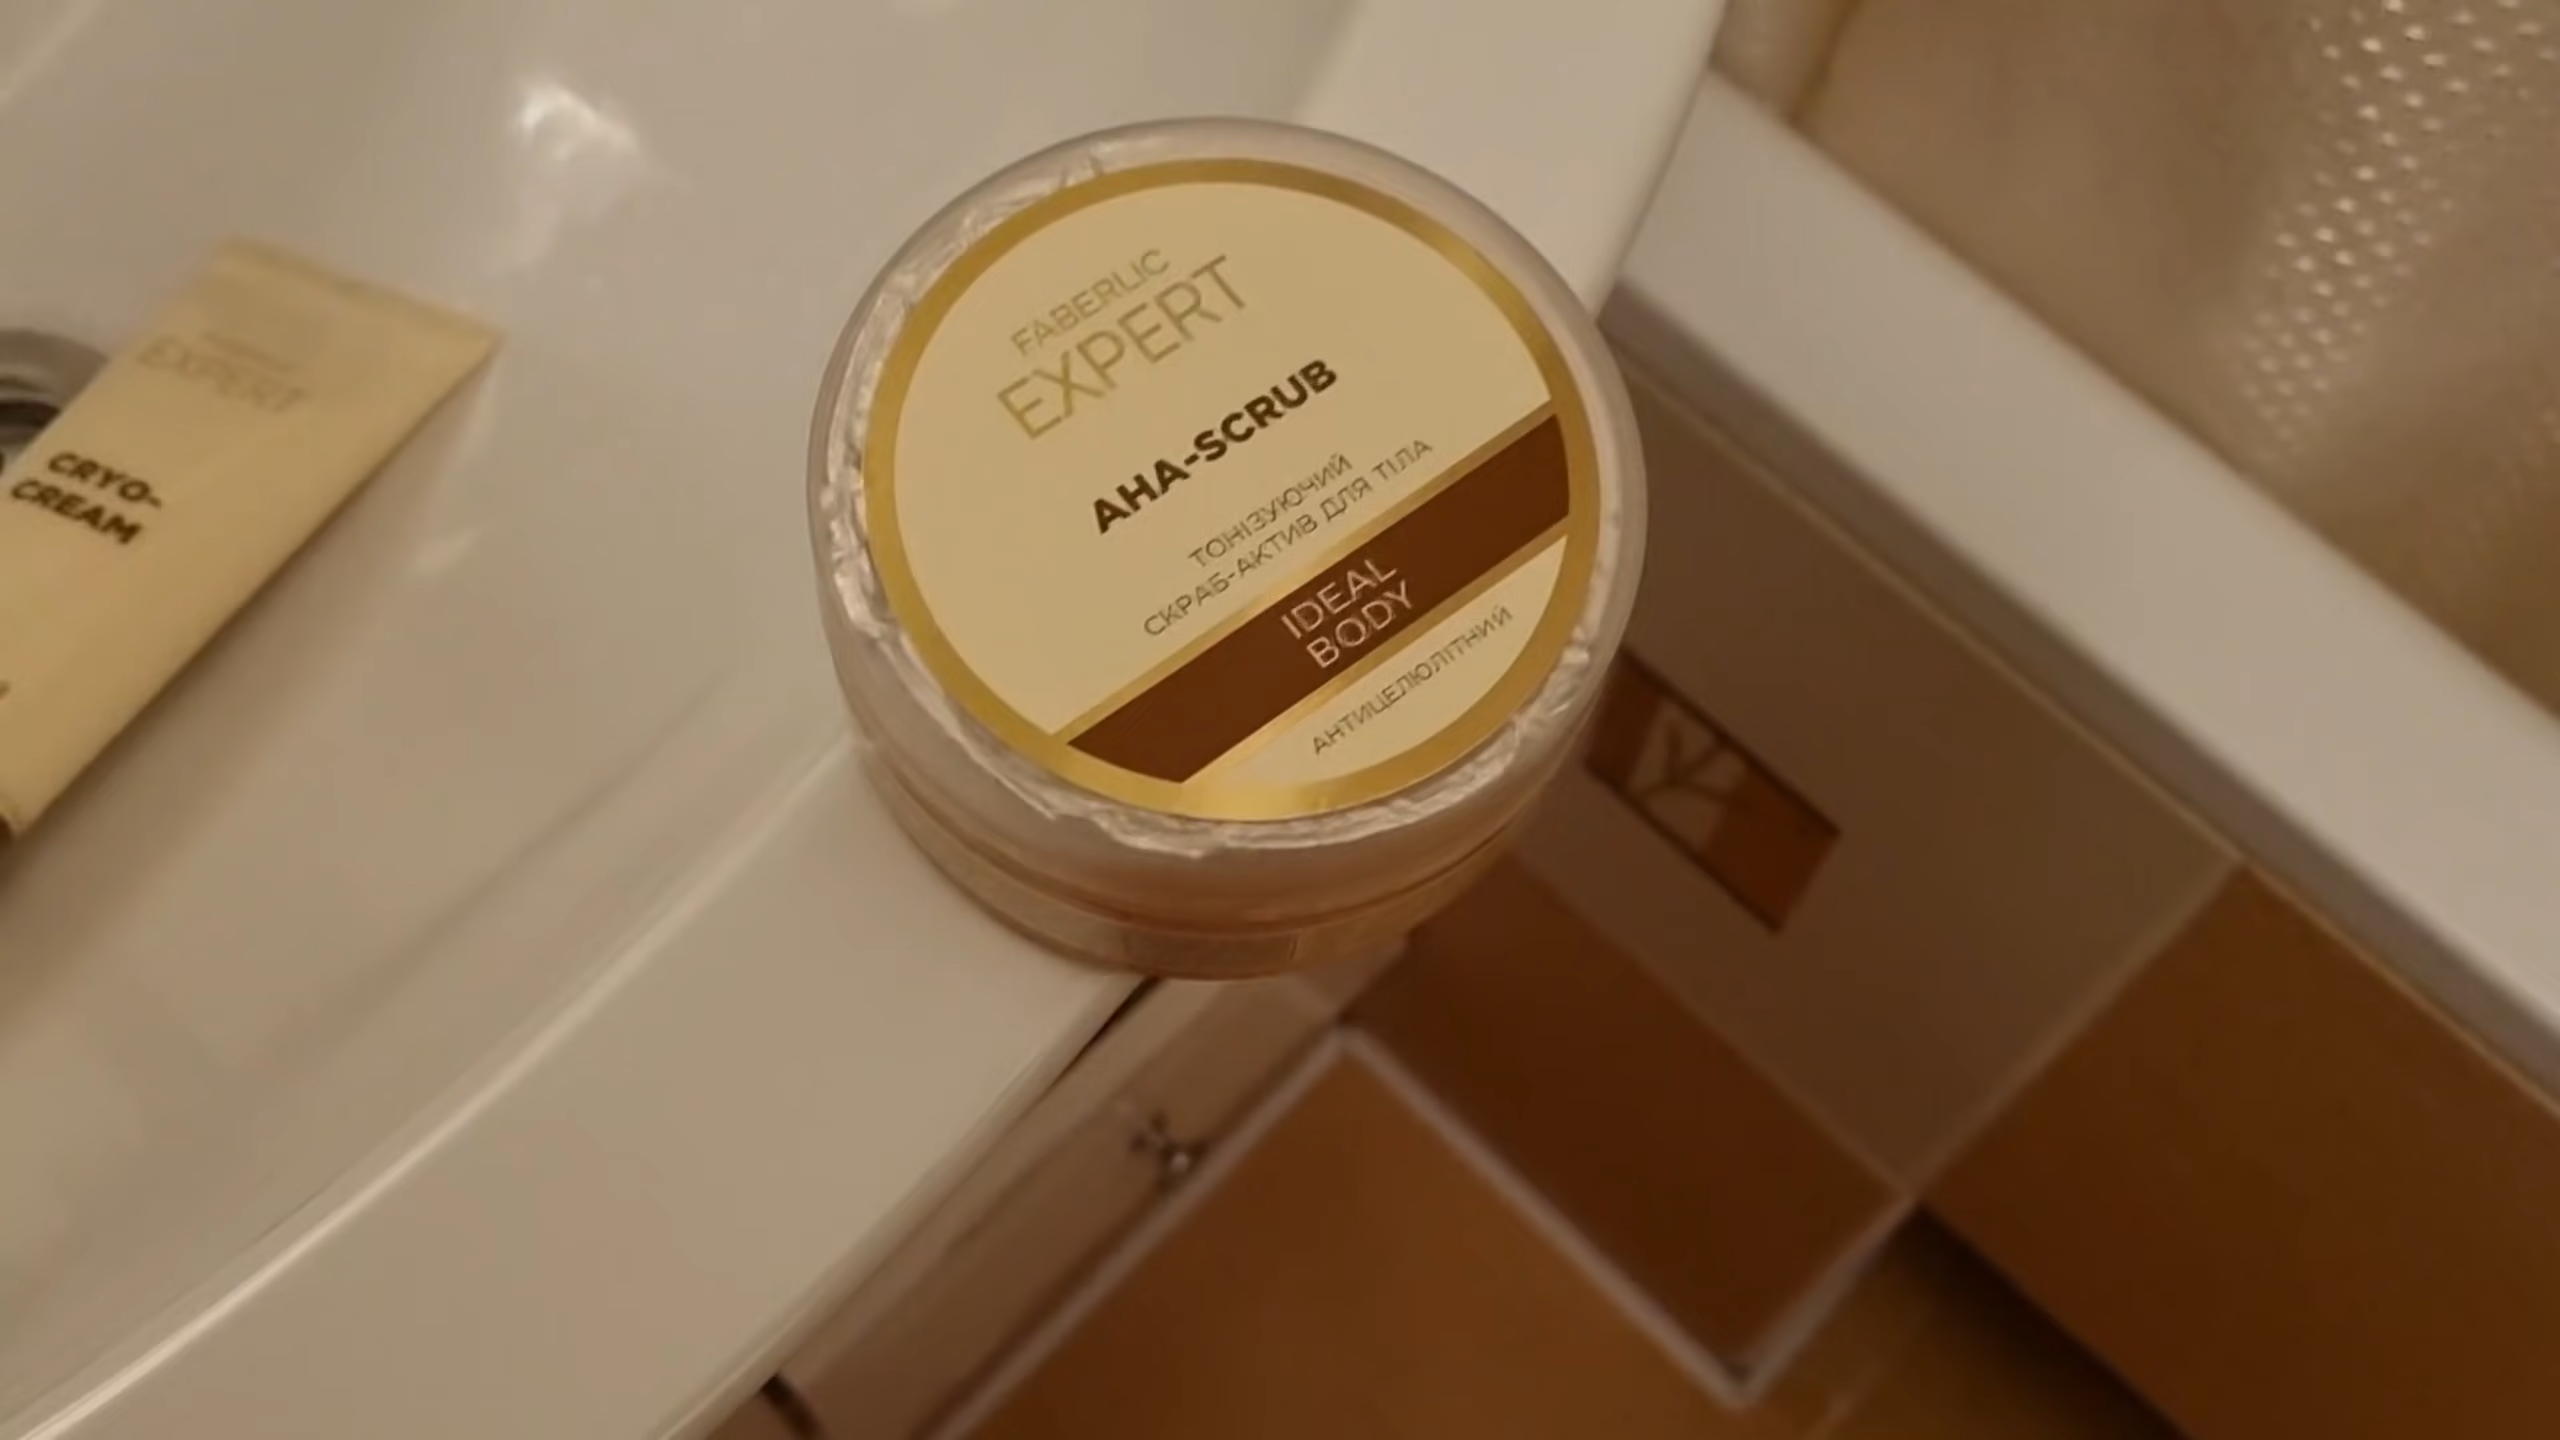 FABERLIC
EXPERT
AHA-SCRUB
ТОНІЗУЮЧИЙ
СКРАБ-АКТИВ ДЛЯ ТІЛА
IDEAL
BODY
АНТИЦЕЛЮЛІТНИЙ
EXPERT
CRYO-
CREAM